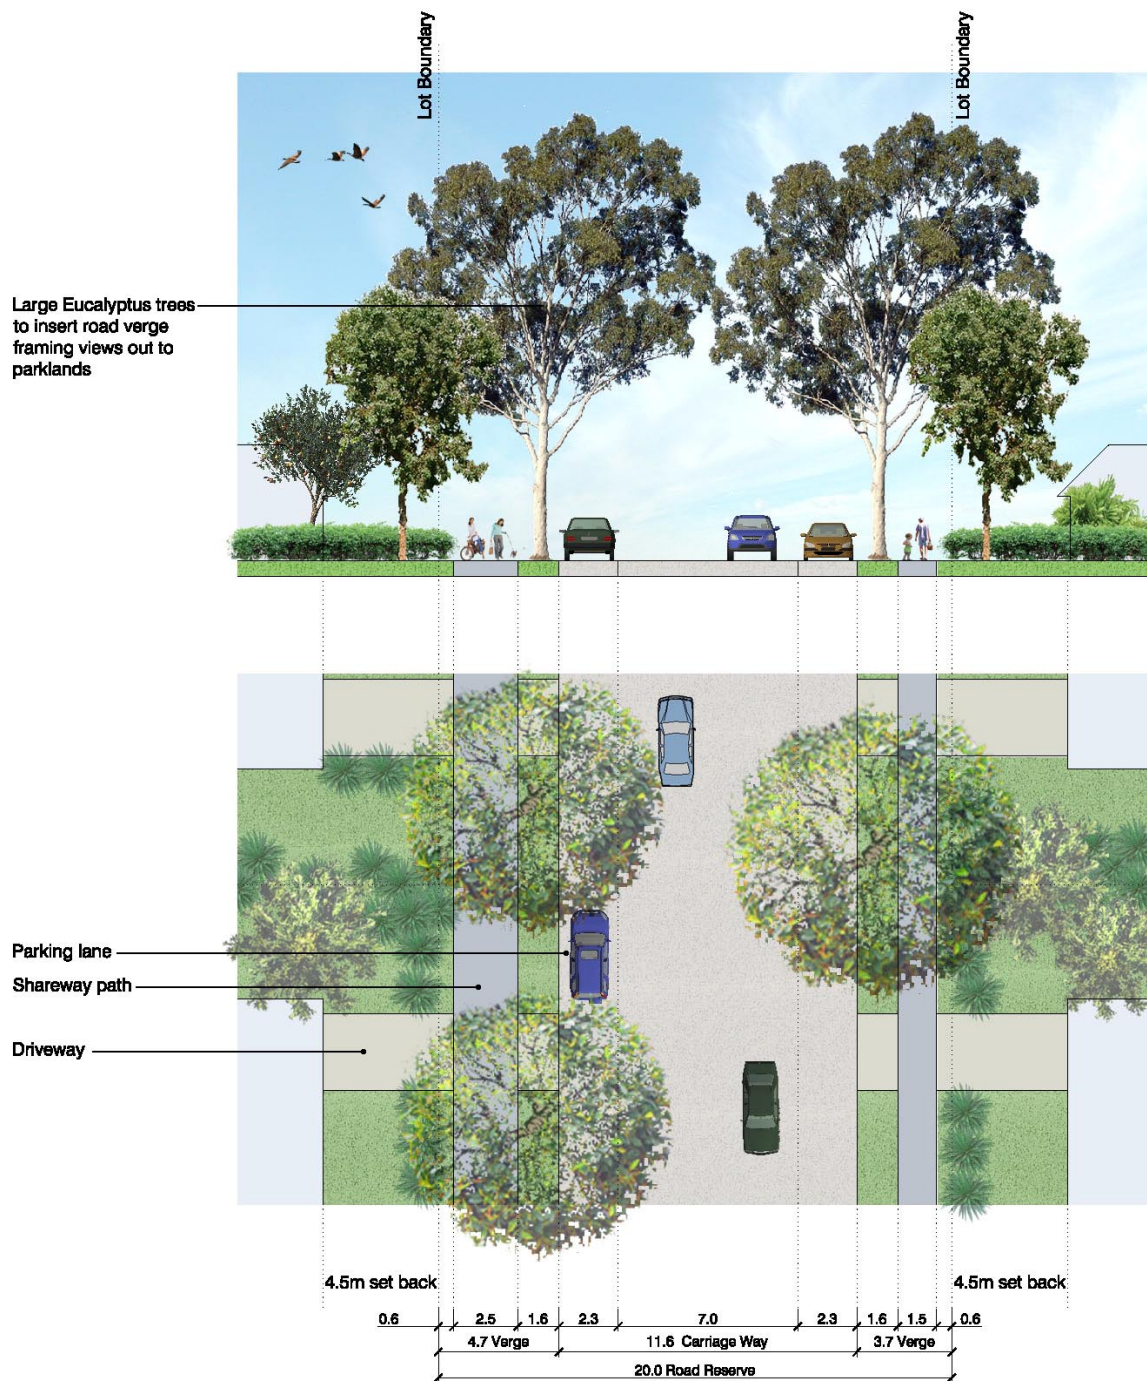 Lot Boundary
Lot Boundary
Large Eucalyptus trees
to insert road verge
framing views out to
parklands
Parking lane
Shareway path
Driveway
4.5m set back
4.5m set back
0.6
2.5
1.6
2.3
7.0
2.3
1.6
1.5
0.6
4.7 Verge
11.6 Carriage Way
3.7 Verge
20.0 Road Reserve